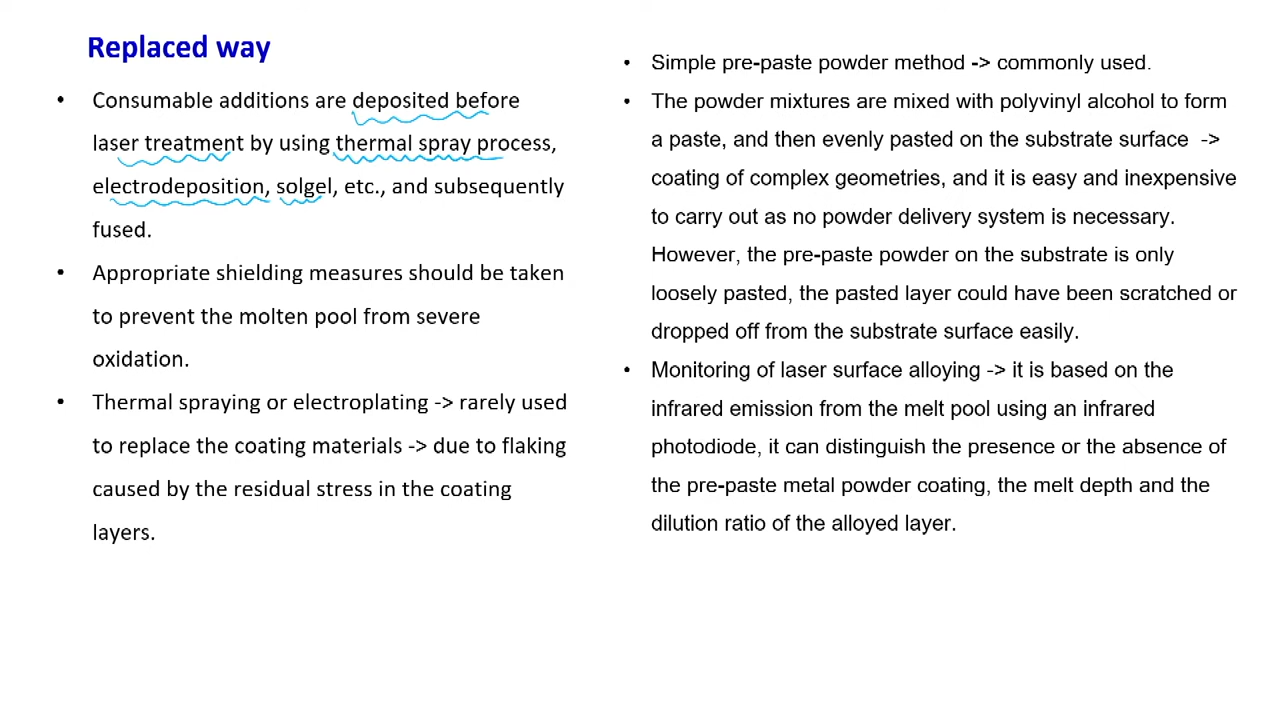 Replaced way
• Consumable additions are deposited before
laser treatment by using thermal spray process,
electrodeposition, solgel, etc., and subsequently
fused.
• Appropriate shielding measures should be taken
to prevent the molten pool from severe
oxidation.
• Thermal spraying or electroplating -> rarely used
to replace the coating materials -> due to flaking
caused by the residual stress in the coating
layers.
• Simple pre-paste powder method -> commonly used.
• The powder mixtures are mixed with polyvinyl alcohol to form
a paste, and then evenly pasted on the substrate surface ->
coating of complex geometries, and it is easy and inexpensive
to carry out as no powder delivery system is necessary.
However, the pre-paste powder on the substrate is only
loosely pasted, the pasted layer could have been scratched or
dropped off from the substrate surface easily.
• Monitoring of laser surface alloying -> it is based on the
infrared emission from the melt pool using an infrared
photodiode, it can distinguish the presence or the absence of
the pre-paste metal powder coating, the melt depth and the
dilution ratio of the alloyed layer.